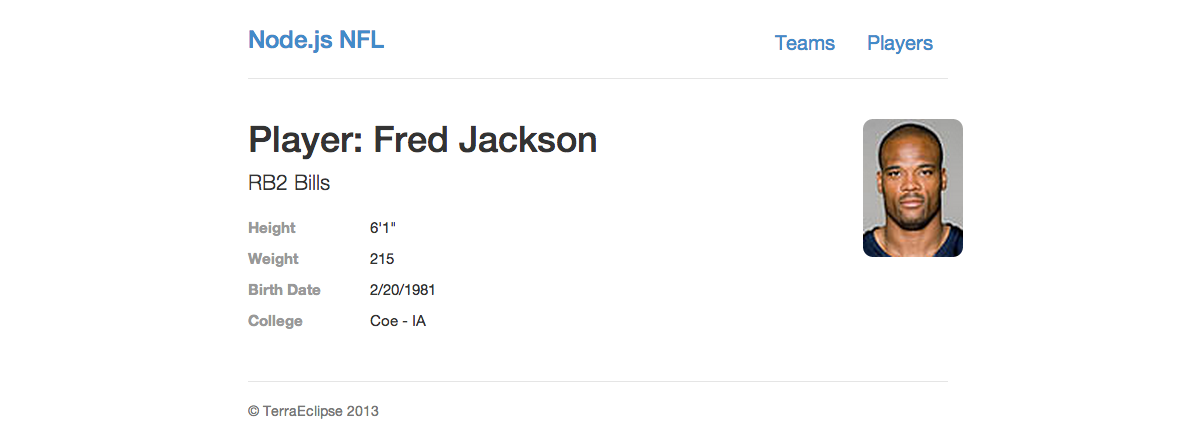 Node.js NFL Teams Players
Player: Fred Jackson
RB2 Bills
Height 6'1"
Weight 215
Birth Date 2/20/1981
College Coe - IA
© TerraEclipse 2013